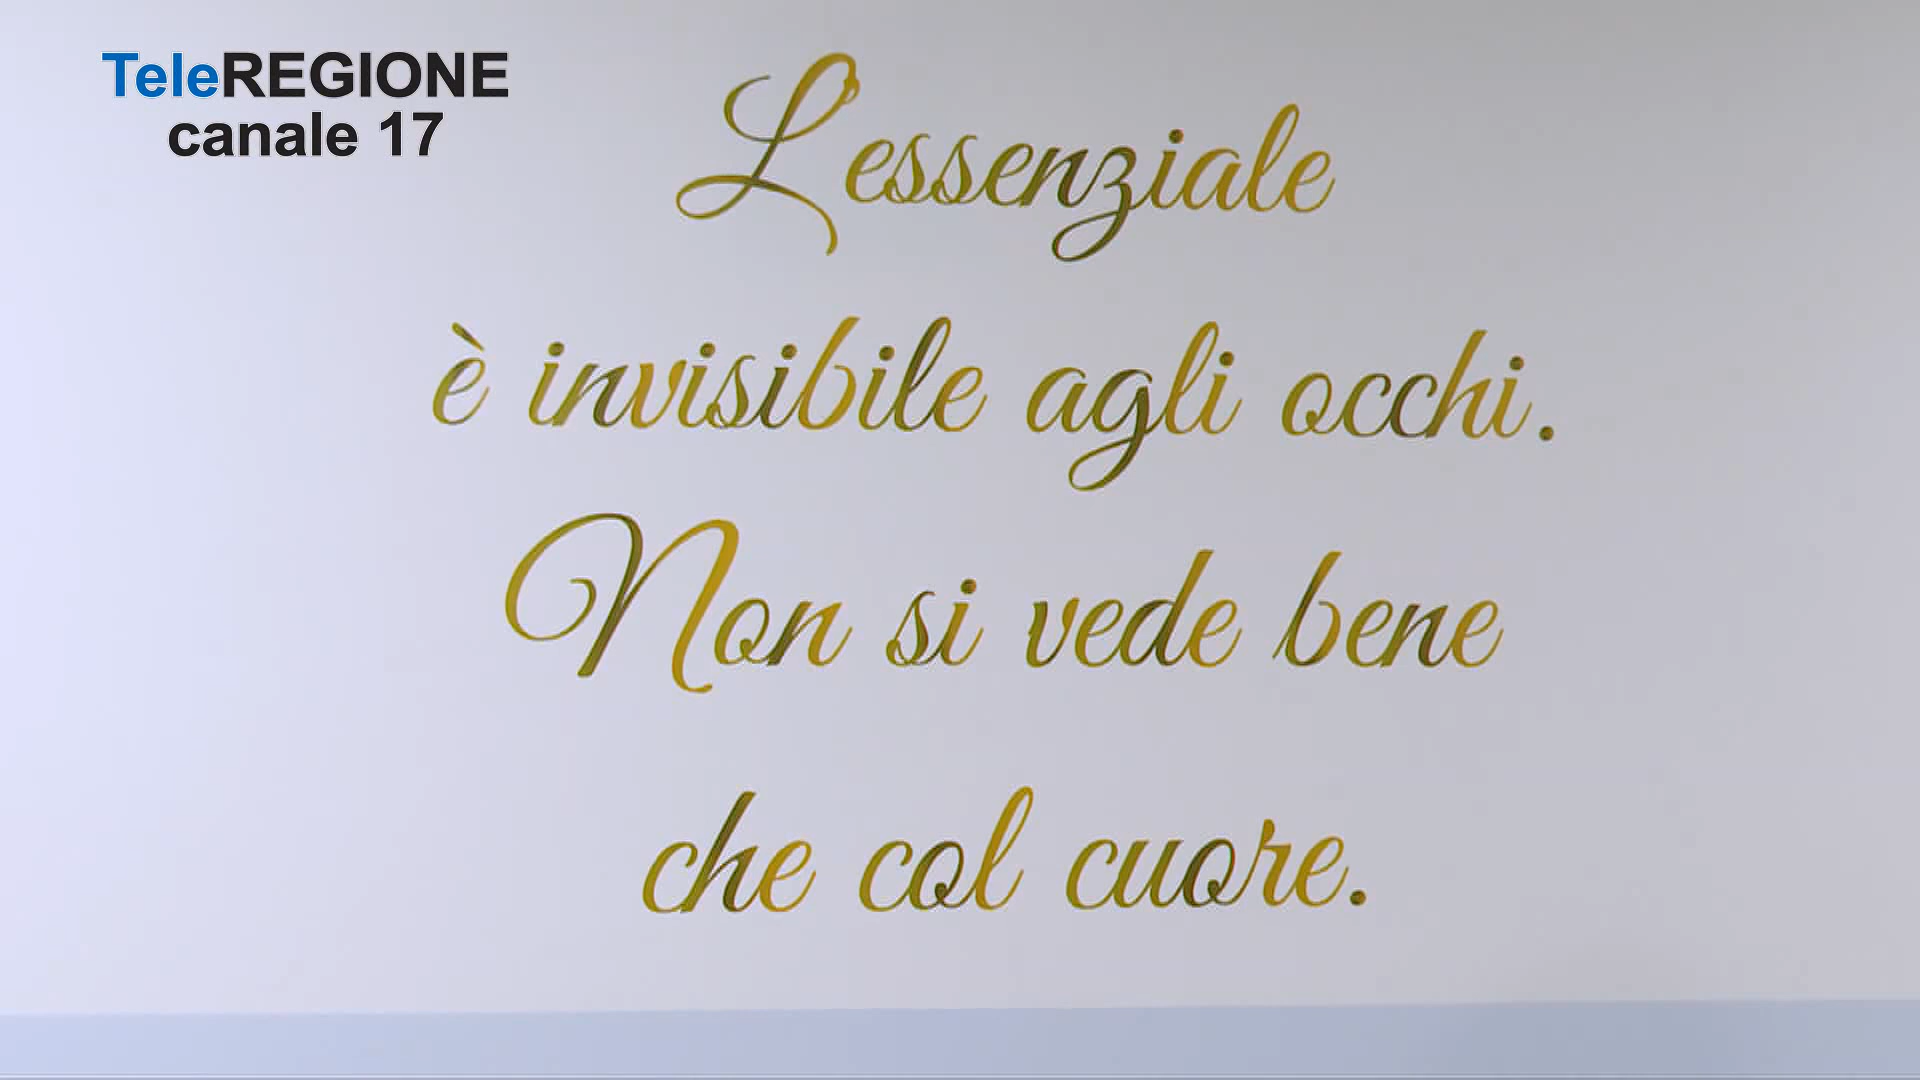 TeleREGIONE
canale 17
L'essenziale
è invisibile agli occhi.
Non si vede bene
che col cuore.